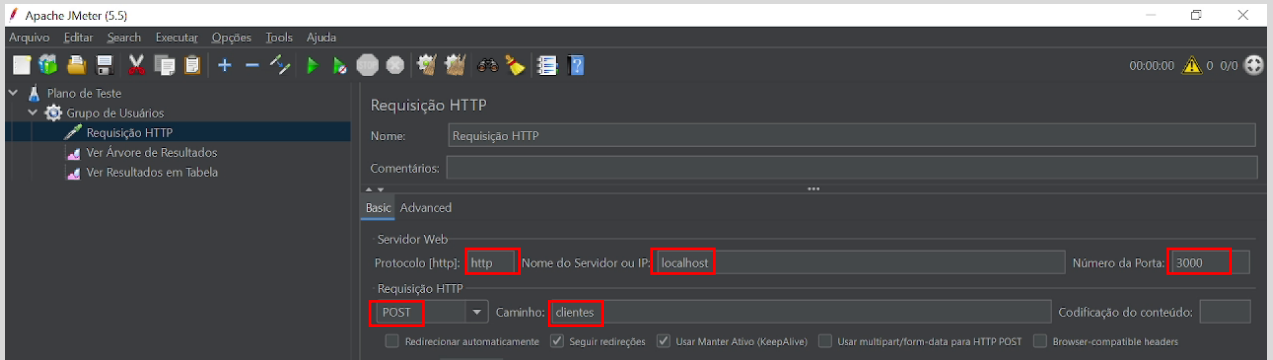 Apache JMeter (5.5)
Arquivo Editar Search Executar Opções Tools Ajuda
00:00:00 0 0/0
Plano de Teste
Grupo de Usuários
Requisição HTTP
Ver Árvore de Resultados
Ver Resultados em Tabela
Requisição HTTP
Nome: Requisição HTTP
Comentários:
Basic Advanced
Servidor Web
Protocolo [http]: http Nome do Servidor ou IP: localhost Número da Porta: 3000
Requisição HTTP
POST Caminho: clientes Codificação do conteúdo:
Redirecionar automaticamente Seguir redireções Usar Manter Ativo (KeepAlive) Usar multipart/form-data para HTTP POST Browser-compatible headers